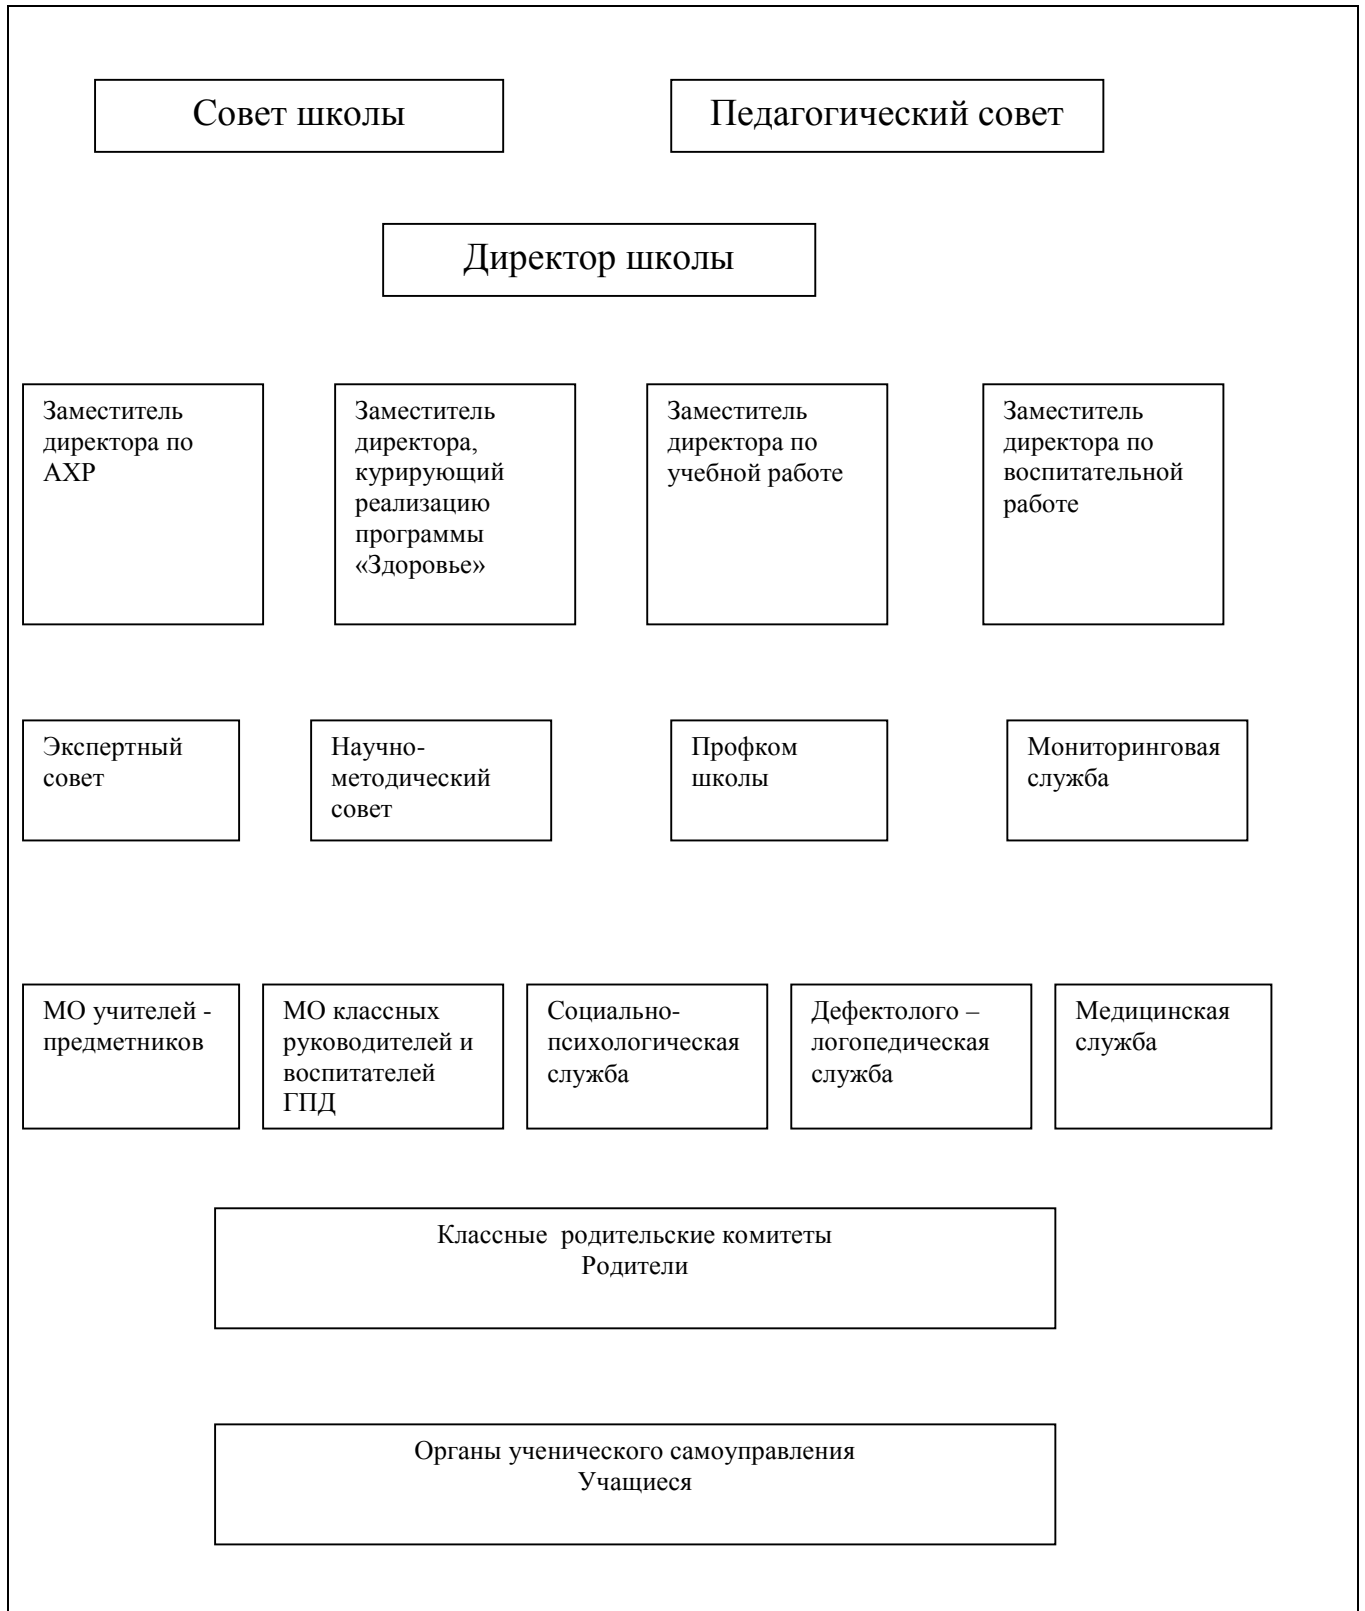 Совет школы
Педагогический совет
Директор школы
Заместитель
директора по
АХР
Заместитель
директора,
курирующий
реализацию
программы
«Здоровье»
Заместитель
директора по
учебной работе
Заместитель
директора по
воспитательной
работе
Экспертный
совет
Научно-
методический
совет
Профком
школы
Мониторинговая
служба
МО учителей -
предметников
МО классных
руководителей и
воспитателей
ГПД
Социально-
психологическая
служба
Дефектолого –
логопедическая
служба
Медицинская
служба
Классные  родительские комитеты
Родители
Органы ученического самоуправления
Учащиеся